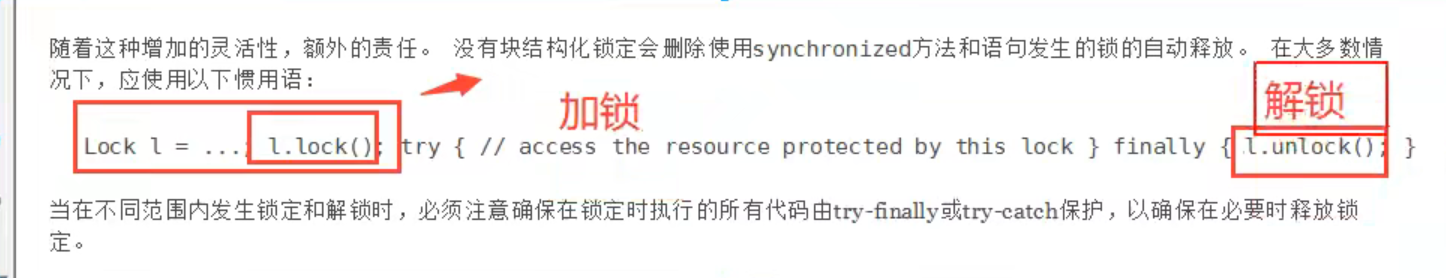 随着这种增加的灵活性，额外的责任。 没有块结构化锁定会删除使用synchronized方法和语句发生的锁的自动释放。 在大多数情
况下，应使用以下惯用语：
加锁
解锁
Lock l = ...; l.lock(); try { // access the resource protected by this lock } finally { l.unlock(); }
当在不同范围内发生锁定和解锁时，必须注意确保在锁定时执行的所有代码由try-finally或try-catch保护，以确保在必要时释放锁
定。